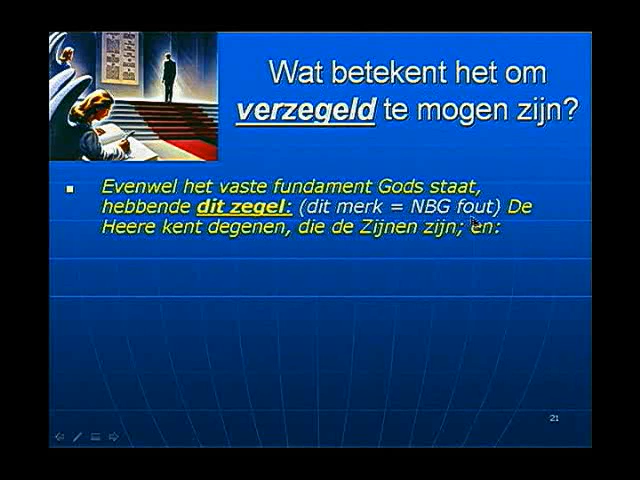 Wat betekent het om
verzegeld te mogen zijn?
Evenwel het vaste fundament Gods staat,
hebbende dit zegel: (dit merk = NBG fout) De
Heere kent degenen, die de Zijnen zijn; en:
21